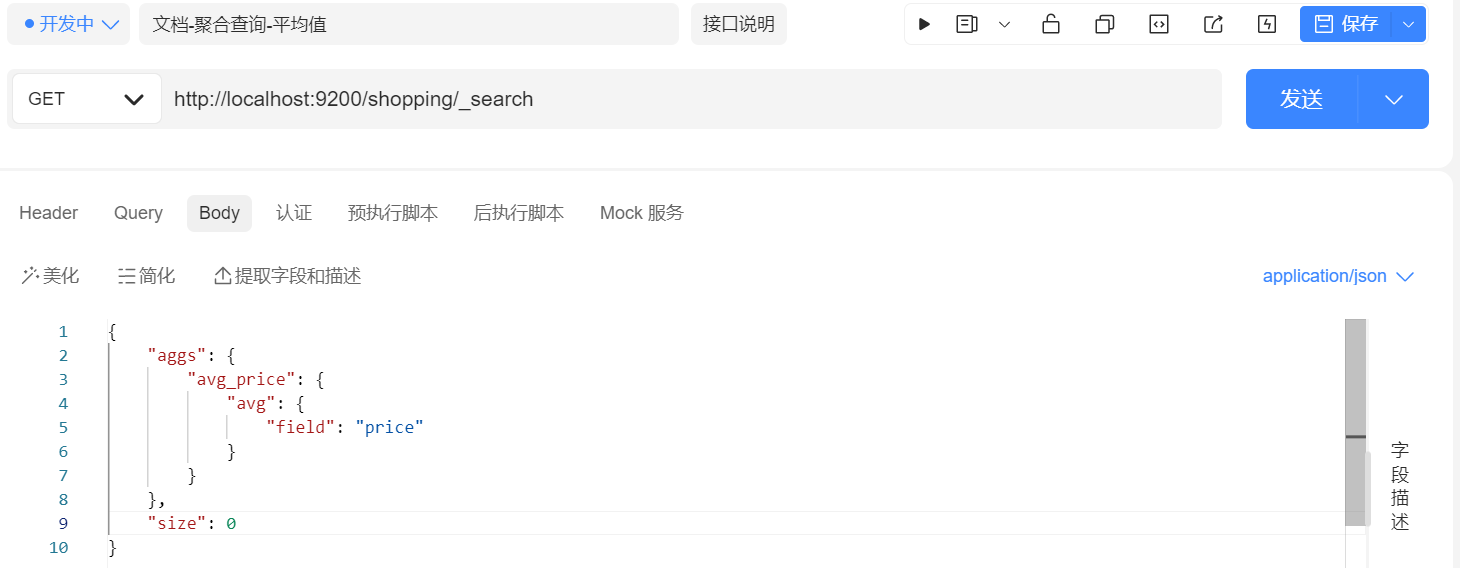 开发中 文档-聚合查询-平均值 接口说明 保存
GET http://localhost:9200/shopping/_search 发送
Header Query Body 认证 预执行脚本 后执行脚本 Mock 服务
美化 简化 提取字段和描述 application/json
1 {
2 "aggs": {
3 "avg_price": {
4 "avg": {
5 "field": "price"
6 }
7 }
8 },
9 "size": 0
10 }
字段描述